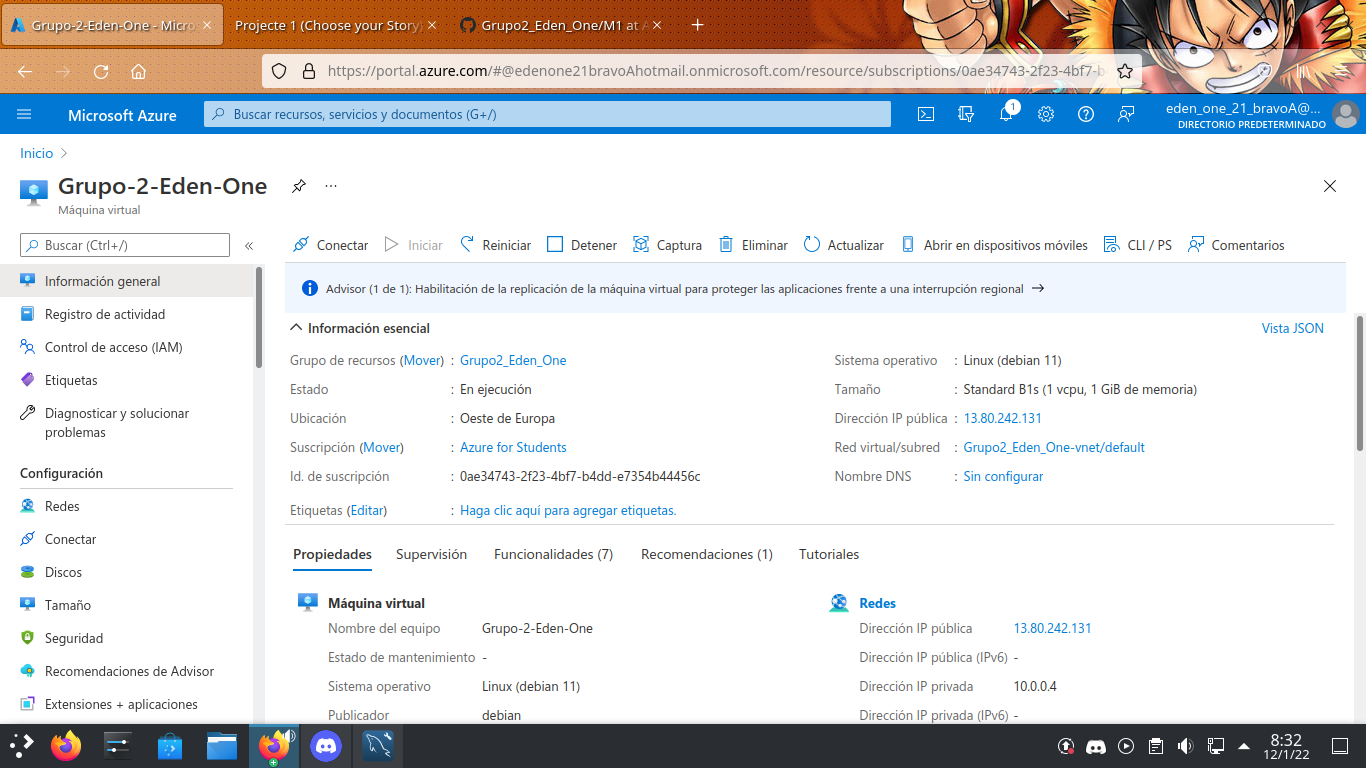 Grupo-2-Eden-One - Micro
Projecte 1 (Choose your Story
Grupo2_Eden_One/M1 at
https://portal.azure.com/#@edenone21bravoAhotmail.onmicrosoft.com/resource/subscriptions/0ae34743-2f23-4bf7-b
Microsoft Azure
Buscar recursos, servicios y documentos (G+/)
1
eden_one_21_bravoA@...
DIRECTORIO PREDETERMINADO
Inicio
Grupo-2-Eden-One
Máquina virtual
Buscar (Ctrl+/)
Conectar
Iniciar
Reiniciar
Detener
Captura
Eliminar
Actualizar
Abrir en dispositivos móviles
CLI / PS
Comentarios
Información general
Registro de actividad
Control de acceso (IAM)
Etiquetas
Diagnosticar y solucionar
problemas
Configuración
Redes
Conectar
Discos
Tamaño
Seguridad
Recomendaciones de Advisor
Extensiones + aplicaciones
Advisor (1 de 1): Habilitación de la replicación de la máquina virtual para proteger las aplicaciones frente a una interrupción regional
Información esencial
Vista JSON
Grupo de recursos (Mover) : Grupo2_Eden_One
Estado : En ejecución
Ubicación : Oeste de Europa
Suscripción (Mover) : Azure for Students
Id. de suscripción : 0ae34743-2f23-4bf7-b4dd-e7354b44456c
Etiquetas (Editar) : Haga clic aquí para agregar etiquetas.
Sistema operativo : Linux (debian 11)
Tamaño : Standard B1s (1 vcpu, 1 GiB de memoria)
Dirección IP pública : 13.80.242.131
Red virtual/subred : Grupo2_Eden_One-vnet/default
Nombre DNS : Sin configurar
Propiedades
Supervisión
Funcionalidades (7)
Recomendaciones (1)
Tutoriales
Máquina virtual
Nombre del equipo Grupo-2-Eden-One
Estado de mantenimiento -
Sistema operativo Linux (debian 11)
Publicador debian
Redes
Dirección IP pública 13.80.242.131
Dirección IP pública (IPv6) -
Dirección IP privada 10.0.0.4
Dirección IP privada (IPv6) -
8:32
12/1/22